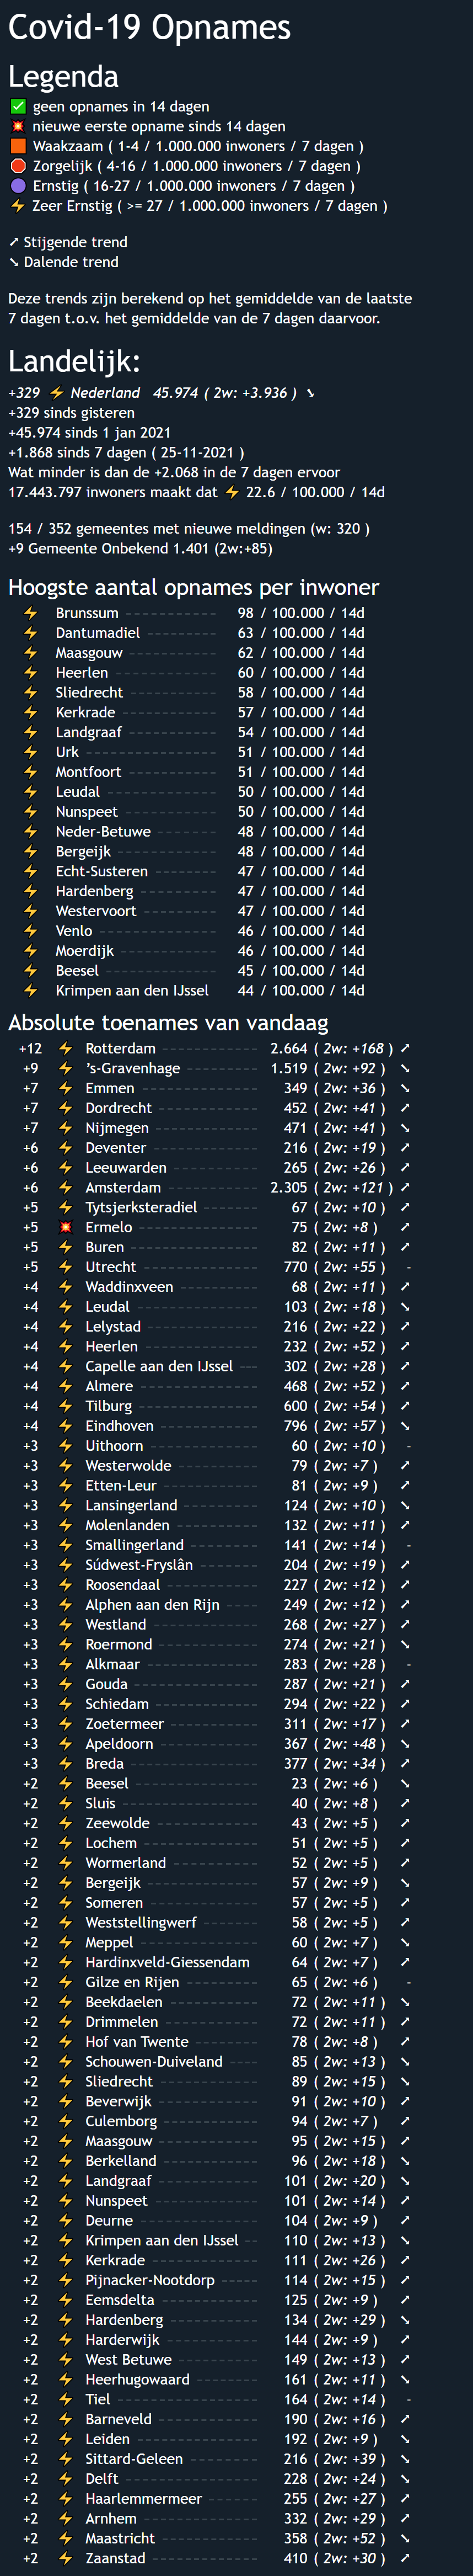 Covid-19 Opnames
Legenda
✅ geen opnames in 14 dagen
💥 nieuwe eerste opname sinds 14 dagen
🟧 Waakzaam ( 1-4 / 1.000.000 inwoners / 7 dagen )
🛑 Zorgelijk ( 4-16 / 1.000.000 inwoners / 7 dagen )
🟣 Ernstig ( 16-27 / 1.000.000 inwoners / 7 dagen )
⚡ Zeer Ernstig ( >= 27 / 1.000.000 inwoners / 7 dagen )
➚ Stijgende trend
➘ Dalende trend
Deze trends zijn berekend op het gemiddelde van de laatste
7 dagen t.o.v. het gemiddelde van de 7 dagen daarvoor.
Landelijk:
+329 ⚡ Nederland 45.974 ( 2w: +3.936 ) ➘
+329 sinds gisteren
+45.974 sinds 1 jan 2021
+1.868 sinds 7 dagen ( 25-11-2021 )
Wat minder is dan de +2.068 in de 7 dagen ervoor
17.443.797 inwoners maakt dat ⚡ 22.6 / 100.000 / 14d
154 / 352 gemeentes met nieuwe meldingen (w: 320 )
+9 Gemeente Onbekend 1.401 (2w:+85)
Hoogste aantal opnames per inwoner
⚡ Brunssum 98 / 100.000 / 14d
⚡ Dantumadiel 63 / 100.000 / 14d
⚡ Maasgouw 62 / 100.000 / 14d
⚡ Heerlen 60 / 100.000 / 14d
⚡ Sliedrecht 58 / 100.000 / 14d
⚡ Kerkrade 57 / 100.000 / 14d
⚡ Landgraaf 54 / 100.000 / 14d
⚡ Urk 51 / 100.000 / 14d
⚡ Montfoort 51 / 100.000 / 14d
⚡ Leudal 50 / 100.000 / 14d
⚡ Nunspeet 50 / 100.000 / 14d
⚡ Neder-Betuwe 48 / 100.000 / 14d
⚡ Bergeijk 48 / 100.000 / 14d
⚡ Echt-Susteren 47 / 100.000 / 14d
⚡ Hardenberg 47 / 100.000 / 14d
⚡ Westervoort 47 / 100.000 / 14d
⚡ Venlo 46 / 100.000 / 14d
⚡ Moerdijk 46 / 100.000 / 14d
⚡ Beesel 45 / 100.000 / 14d
⚡ Krimpen aan den IJssel 44 / 100.000 / 14d
Absolute toenames van vandaag
+12 ⚡ Rotterdam 2.664 ( 2w: +168 ) ➚
+9 ⚡ 's-Gravenhage 1.519 ( 2w: +92 ) ➘
+7 ⚡ Emmen 349 ( 2w: +36 ) ➘
+7 ⚡ Dordrecht 452 ( 2w: +41 ) ➚
+7 ⚡ Nijmegen 471 ( 2w: +41 ) ➘
+6 ⚡ Deventer 216 ( 2w: +19 ) ➚
+6 ⚡ Leeuwarden 265 ( 2w: +26 ) ➚
+6 ⚡ Amsterdam 2.305 ( 2w: +121 ) ➚
+5 ⚡ Tytsjerksteradiel 67 ( 2w: +10 ) ➚
+5 💥 Ermelo 75 ( 2w: +8 ) ➚
+5 ⚡ Buren 82 ( 2w: +11 ) ➚
+5 ⚡ Utrecht 770 ( 2w: +55 ) -
+4 ⚡ Waddinxveen 68 ( 2w: +11 ) ➚
+4 ⚡ Leudal 103 ( 2w: +18 ) ➘
+4 ⚡ Lelystad 216 ( 2w: +22 ) ➚
+4 ⚡ Heerlen 232 ( 2w: +52 ) ➚
+4 ⚡ Capelle aan den IJssel 302 ( 2w: +28 ) ➚
+4 ⚡ Almere 468 ( 2w: +52 ) ➚
+4 ⚡ Tilburg 600 ( 2w: +54 ) ➚
+4 ⚡ Eindhoven 796 ( 2w: +57 ) ➘
+3 ⚡ Uithoorn 60 ( 2w: +10 ) -
+3 ⚡ Westerwolde 79 ( 2w: +7 ) ➚
+3 ⚡ Etten-Leur 81 ( 2w: +9 ) ➚
+3 ⚡ Lansingerland 124 ( 2w: +10 ) ➘
+3 ⚡ Molenlanden 132 ( 2w: +11 ) ➚
+3 ⚡ Smallingerland 141 ( 2w: +14 ) -
+3 ⚡ Súdwest-Fryslân 204 ( 2w: +19 ) ➚
+3 ⚡ Roosendaal 227 ( 2w: +12 ) ➚
+3 ⚡ Alphen aan den Rijn 249 ( 2w: +12 ) ➚
+3 ⚡ Westland 268 ( 2w: +27 ) ➚
+3 ⚡ Roermond 274 ( 2w: +21 ) ➘
+3 ⚡ Alkmaar 283 ( 2w: +28 ) -
+3 ⚡ Gouda 287 ( 2w: +21 ) ➚
+3 ⚡ Schiedam 294 ( 2w: +22 ) ➚
+3 ⚡ Zoetermeer 311 ( 2w: +17 ) ➚
+3 ⚡ Apeldoorn 367 ( 2w: +48 ) ➘
+3 ⚡ Breda 377 ( 2w: +34 ) ➚
+2 ⚡ Beesel 23 ( 2w: +6 ) ➘
+2 ⚡ Sluis 40 ( 2w: +8 ) ➚
+2 ⚡ Zeewolde 43 ( 2w: +5 ) ➚
+2 ⚡ Lochem 51 ( 2w: +5 ) ➚
+2 ⚡ Wormerland 52 ( 2w: +5 ) ➚
+2 ⚡ Bergeijk 57 ( 2w: +9 ) ➘
+2 ⚡ Someren 57 ( 2w: +5 ) ➚
+2 ⚡ Weststellingwerf 58 ( 2w: +5 ) ➚
+2 ⚡ Meppel 60 ( 2w: +7 ) ➘
+2 ⚡ Hardinxveld-Giessendam 64 ( 2w: +7 ) ➚
+2 ⚡ Gilze en Rijen 65 ( 2w: +6 ) -
+2 ⚡ Beekdaelen 72 ( 2w: +11 ) ➘
+2 ⚡ Drimmelen 72 ( 2w: +11 ) ➚
+2 ⚡ Hof van Twente 78 ( 2w: +8 ) ➚
+2 ⚡ Schouwen-Duiveland 85 ( 2w: +13 ) ➘
+2 ⚡ Sliedrecht 89 ( 2w: +15 ) ➘
+2 ⚡ Beverwijk 91 ( 2w: +10 ) ➚
+2 ⚡ Culemborg 94 ( 2w: +7 ) ➚
+2 ⚡ Maasgouw 95 ( 2w: +15 ) ➚
+2 ⚡ Berkelland 96 ( 2w: +18 ) ➘
+2 ⚡ Landgraaf 101 ( 2w: +20 ) ➘
+2 ⚡ Nunspeet 101 ( 2w: +14 ) ➚
+2 ⚡ Deurne 104 ( 2w: +9 ) ➚
+2 ⚡ Krimpen aan den IJssel 110 ( 2w: +13 ) ➘
+2 ⚡ Kerkrade 111 ( 2w: +26 ) ➚
+2 ⚡ Pijnacker-Nootdorp 114 ( 2w: +15 ) ➚
+2 ⚡ Eemsdelta 125 ( 2w: +9 ) ➚
+2 ⚡ Hardenberg 134 ( 2w: +29 ) ➘
+2 ⚡ Harderwijk 144 ( 2w: +9 ) ➚
+2 ⚡ West Betuwe 149 ( 2w: +13 ) ➚
+2 ⚡ Heerhugowaard 161 ( 2w: +11 ) ➘
+2 ⚡ Tiel 164 ( 2w: +14 ) -
+2 ⚡ Barneveld 190 ( 2w: +16 ) ➚
+2 ⚡ Leiden 192 ( 2w: +9 ) ➘
+2 ⚡ Sittard-Geleen 216 ( 2w: +39 ) ➘
+2 ⚡ Delft 228 ( 2w: +24 ) ➘
+2 ⚡ Haarlemmermeer 255 ( 2w: +27 ) ➚
+2 ⚡ Arnhem 332 ( 2w: +29 ) ➚
+2 ⚡ Maastricht 358 ( 2w: +52 ) ➘
+2 ⚡ Zaanstad 410 ( 2w: +30 ) ➚